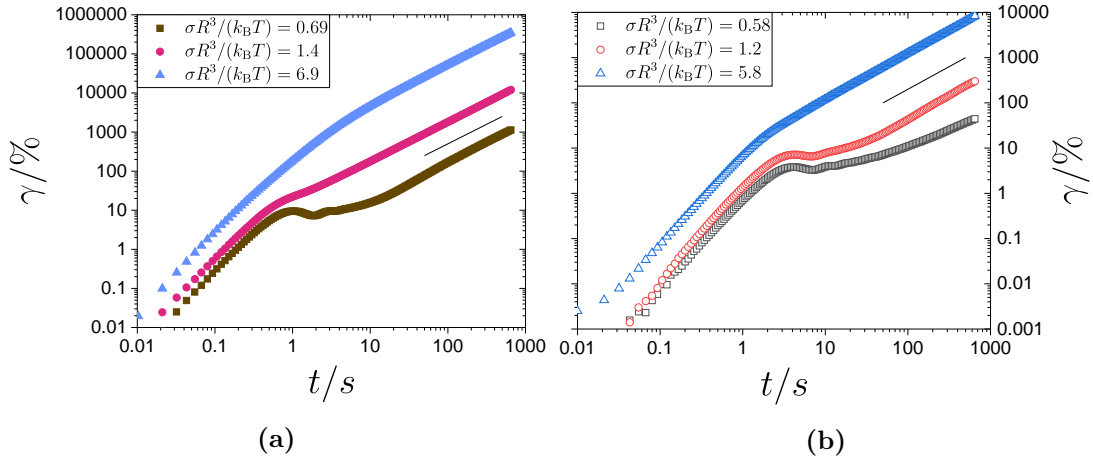 σR³/(k_BT) = 0.69
σR³/(k_BT) = 1.4
σR³/(k_BT) = 6.9
γ/%
1000000
100000
10000
1000
100
10
1
0.1
0.01
0.01 0.1 1 10 100 1000
t/s
(a)
σR³/(k_BT) = 0.58
σR³/(k_BT) = 1.2
σR³/(k_BT) = 5.8
10000
1000
100
10
1
0.1
0.01
0.001
γ/%
0.01 0.1 1 10 100 1000
t/s
(b)